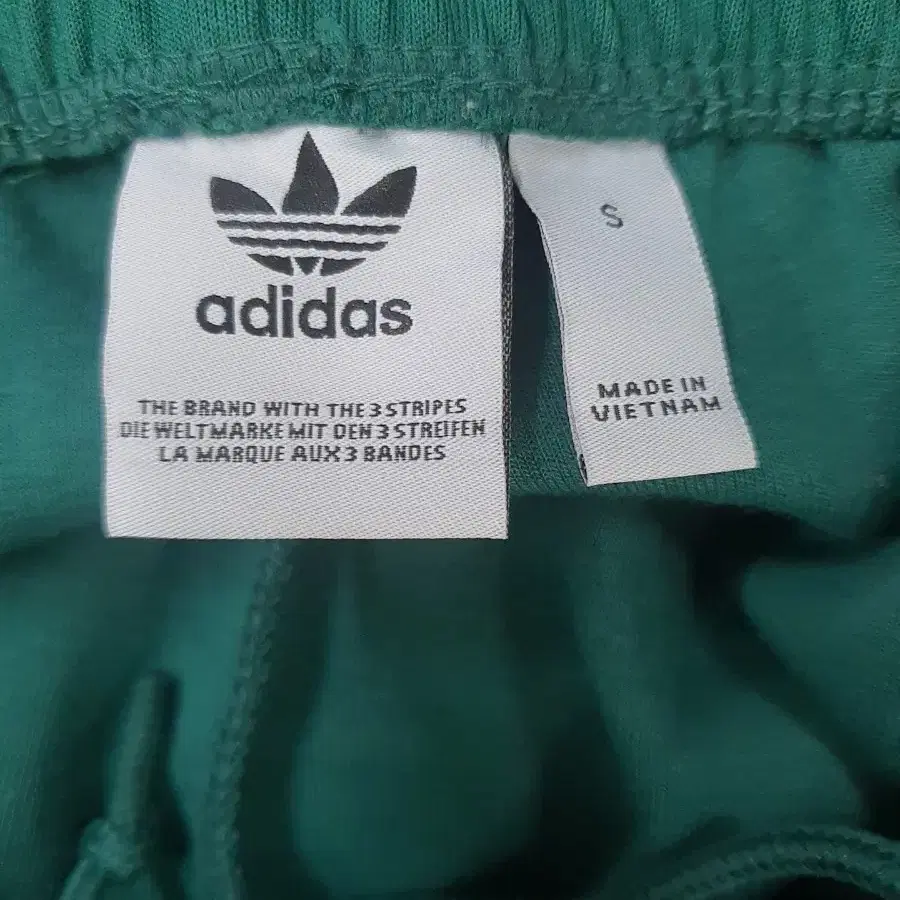 adidas
THE BRAND WITH THE 3 STRIPES
DIE WELTMARKE MIT DEN 3 STREIFEN
LA MARQUE AUX 3 BANDES
S
MADE IN
VIETNAM